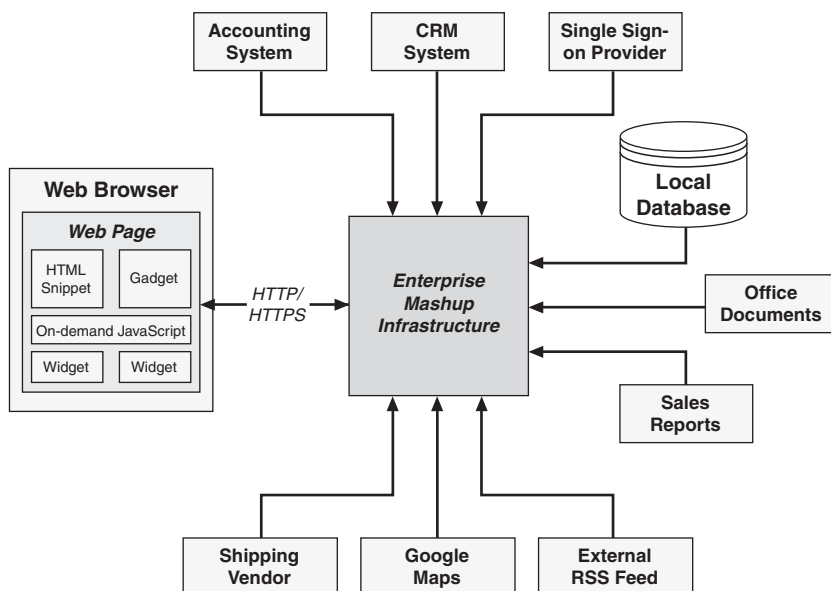 Accounting
System
CRM
System
Single Sign-
on Provider
Local
Database
Web Browser
Web Page
HTML
Snippet
Gadget
On-demand JavaScript
Widget
Widget
HTTP/
HTTPS
Enterprise
Mashup
Infrastructure
Office
Documents
Sales
Reports
Shipping
Vendor
Google
Maps
External
RSS Feed